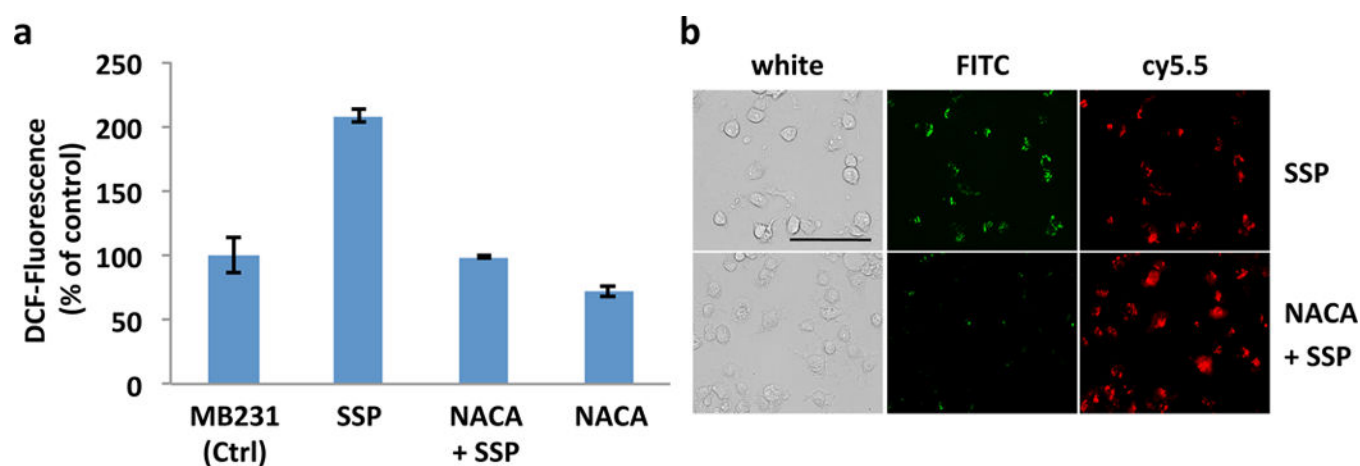 a
DCF-Fluorescence
(% of control)
250
200
150
100
50
0
MB231
(Ctrl)
SSP
NACA
+ SSP
NACA
b
white
FITC
cy5.5
SSP
NACA
+ SSP